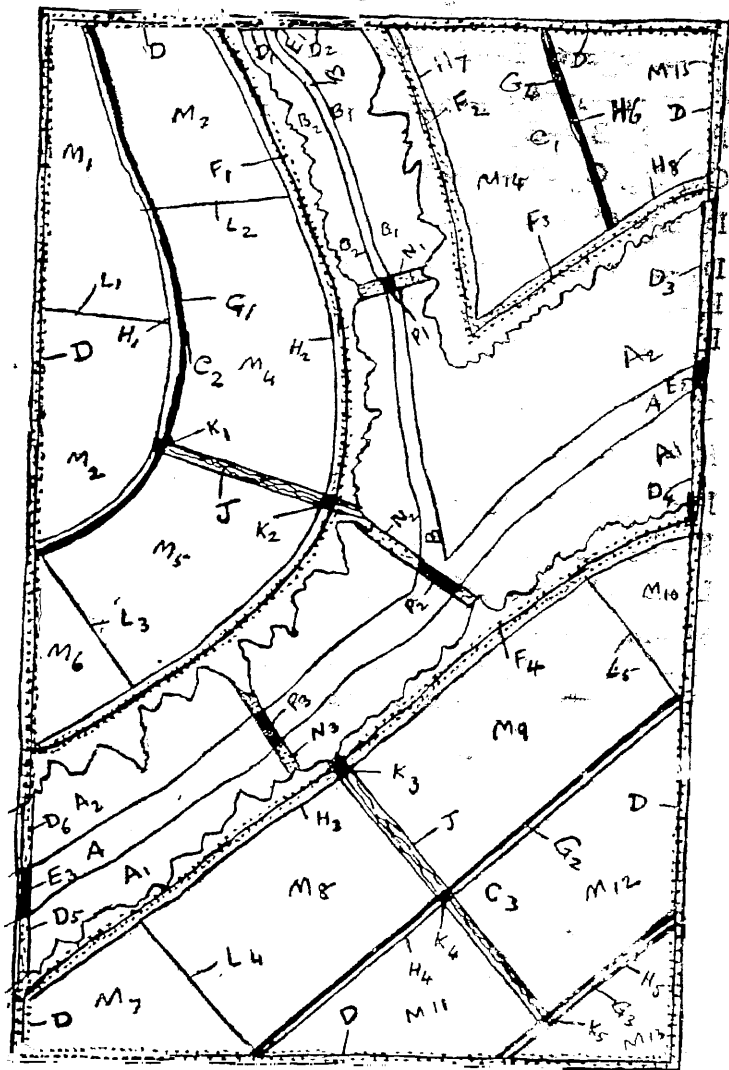 D
D1
E1
D2
B
F2
G4
D
H6
M15
D
M1
M3
F1
B2
B1
C1
M14
H8
L2
F3
B2
B1
N1
D3
L1
H1
G1
H2
P1
D
C2
M4
A2
E2
A
K1
A1
M2
J
K2
N2
D4
B
M5
P2
M10
L3
M6
F4
L5
P3
N3
M9
K3
D6
A2
A
H3
J
D
E3
A1
M8
G2
D5
C3
M12
K4
L4
H4
H5
M7
M11
G3
D
D
K5
M13